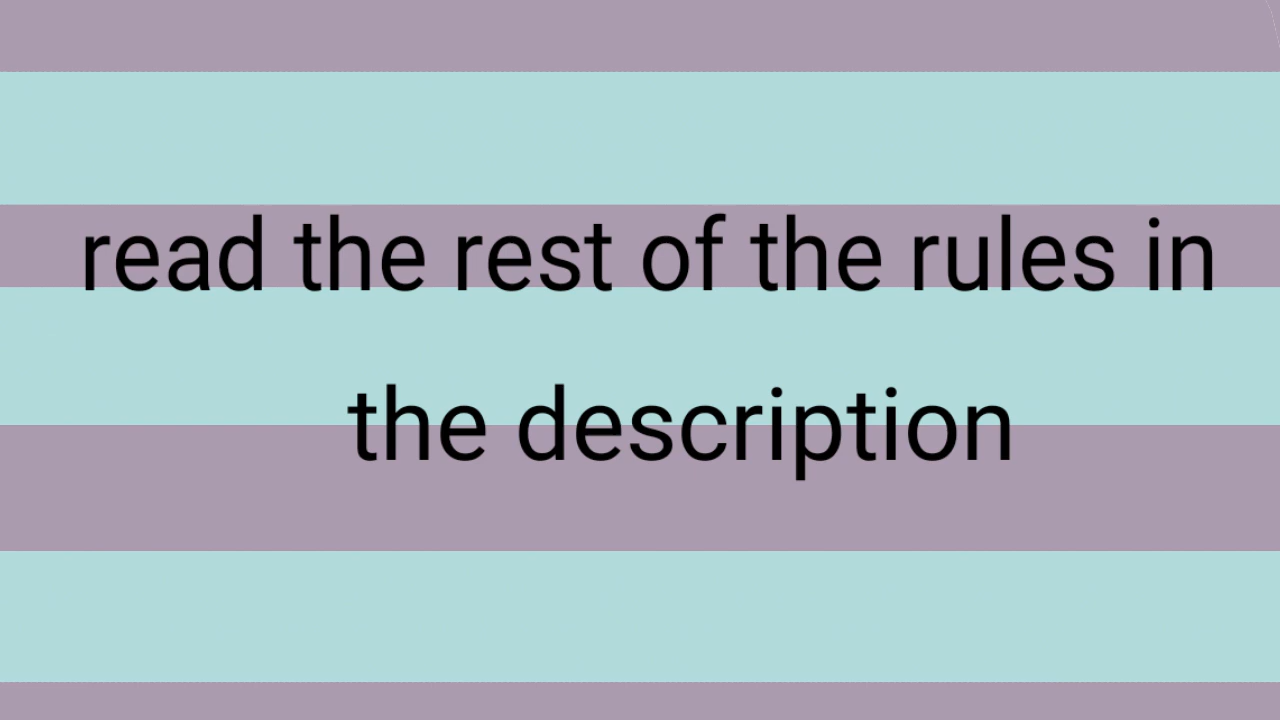 read the rest of the rules in
the description